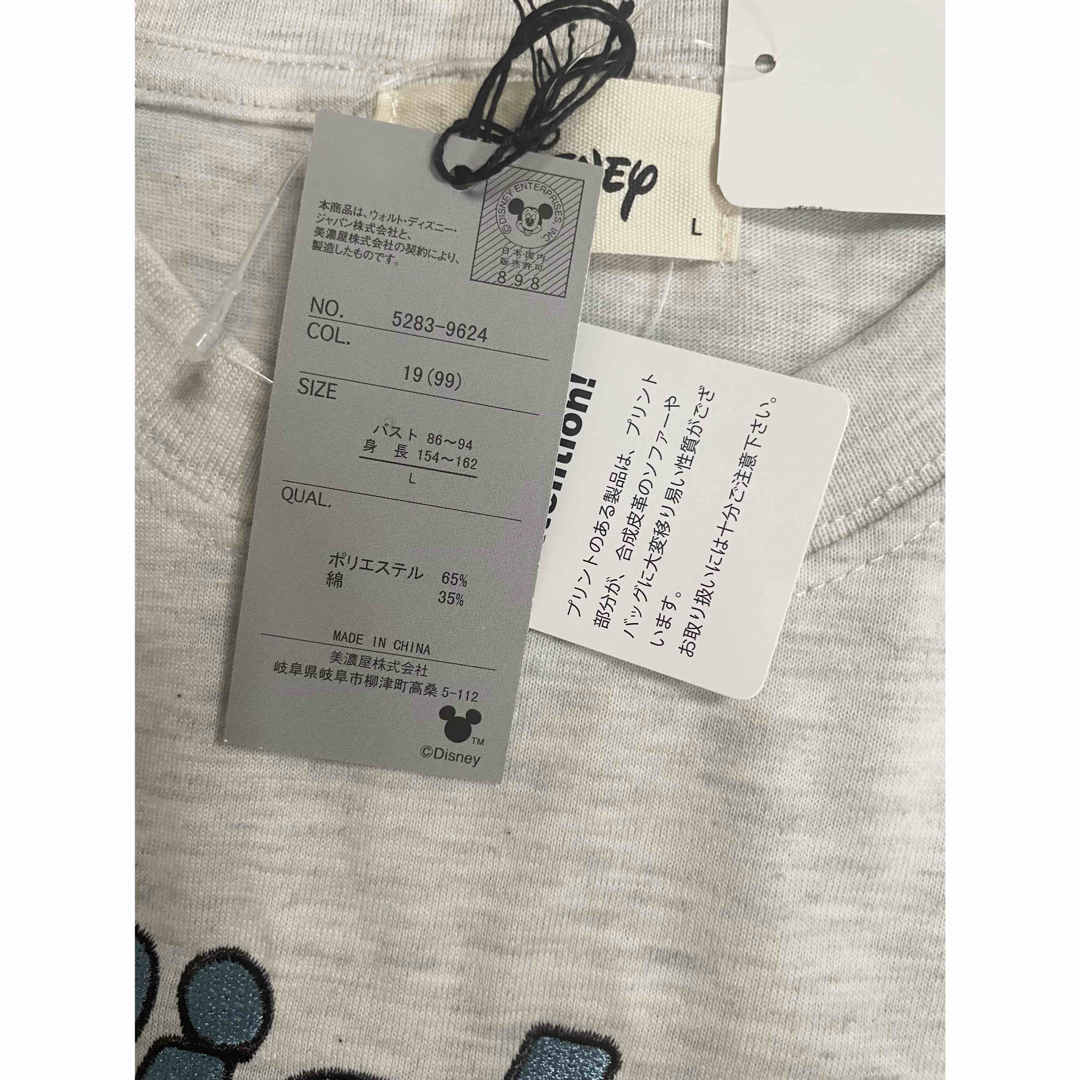 本商品は、ウォルト・ディズニー・
ジャパン株式会社と、
美濃屋株式会社の契約により、
製造したものです。
©DISNEY ENTERPRISES INC.
日本国内
販売許可
898
NO. 5283-9624
COL. 19(99)
SIZE
バスト 86〜94
身 長 154〜162
L
QUAL.
ポリエステル 65%
綿 35%
MADE IN CHINA
美濃屋株式会社
岐阜県岐阜市柳津町高桑5-112
TM
©Disney
L
プリントのある製品は、プリント
部分が、合成皮革のソファーや
バッグに大変移り易い性質がござ
います。
お取り扱いには十分ご注意下さい。